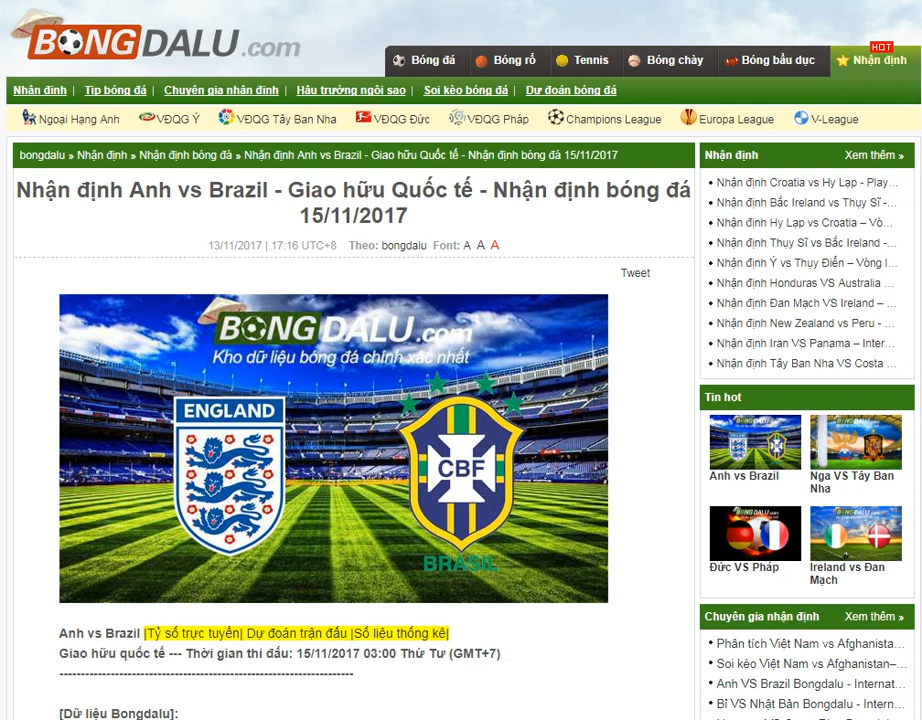 BONGDALU.com
Bóng đá Bóng rổ Tennis Bóng chày Bóng bầu dục HOT Nhận định
Nhận định | Tip bóng đá | Chuyên gia nhận định | Hậu trường ngôi sao | Soi kèo bóng đá | Dự đoán bóng đá
Ngoại Hạng Anh VĐQG Ý VĐQG Tây Ban Nha VĐQG Đức VĐQG Pháp Champions League Europa League V-League
bongdalu » Nhận định » Nhận định bóng đá » Nhận định Anh vs Brazil - Giao hữu Quốc tế - Nhận định bóng đá 15/11/2017
Nhận định Anh vs Brazil - Giao hữu Quốc tế - Nhận định bóng đá
15/11/2017
13/11/2017 | 17:16 UTC+8 Theo: bongdalu Font: A A A
Tweet
BONGDALU.com
Kho dữ liệu bóng đá chính xác nhất
ENGLAND
CBF
BRASIL
Anh vs Brazil |Tỷ số trực tuyến| Dự đoán trận đấu |Số liệu thống kê|
Giao hữu quốc tế --- Thời gian thi đấu: 15/11/2017 03:00 Thứ Tư (GMT+7)
--------------------------------------------------------------------
[Dữ liệu Bongdalu]:
Nhận định Xem thêm »
Nhận định Croatia vs Hy Lạp - Play...
Nhận định Bắc Ireland vs Thụy Sĩ -...
Nhận định Hy Lạp vs Croatia – Vò...
Nhận định Thụy Sĩ vs Bắc Ireland -...
Nhận định Ý vs Thụy Điển – Vòng l...
Nhận định Honduras VS Australia ...
Nhận định Đan Mạch VS Ireland – ...
Nhận định New Zealand vs Peru - ...
Nhận định Iran VS Panama – Inter...
Nhận định Tây Ban Nha VS Costa ...
Tin hot
Anh vs Brazil
Nga VS Tây Ban
Nha
Đức VS Pháp
Ireland vs Đan
Mạch
Chuyên gia nhận định Xem thêm »
Phân tích Việt Nam vs Afghanista...
Soi kèo Việt Nam vs Afghanistan–...
Anh VS Brazil Bongdalu - Internat...
Bỉ VS Nhật Bản Bongdalu - Intern...